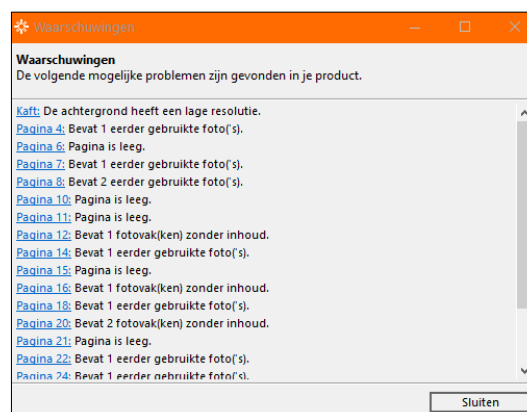 Waarschuwingen
Waarschuwingen
De volgende mogelijke problemen zijn gevonden in je product.
Kaft: De achtergrond heeft een lage resolutie.
Pagina 4: Bevat 1 eerder gebruikte foto('s).
Pagina 6: Pagina is leeg.
Pagina 7: Bevat 1 eerder gebruikte foto('s).
Pagina 8: Bevat 2 eerder gebruikte foto('s).
Pagina 10: Pagina is leeg.
Pagina 11: Pagina is leeg.
Pagina 12: Bevat 1 fotovak(ken) zonder inhoud.
Pagina 14: Bevat 1 eerder gebruikte foto('s).
Pagina 15: Pagina is leeg.
Pagina 16: Bevat 1 fotovak(ken) zonder inhoud.
Pagina 18: Bevat 1 eerder gebruikte foto('s).
Pagina 20: Bevat 2 fotovak(ken) zonder inhoud.
Pagina 21: Pagina is leeg.
Pagina 22: Bevat 1 eerder gebruikte foto('s).
Pagina 24: Bevat 1 eerder gebruikte foto('s).
Sluiten